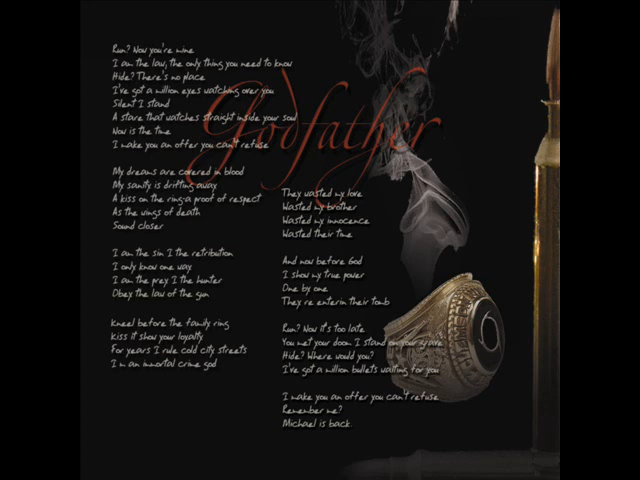 Godfather
Run? Now you're mine
I am the law, the only thing you need to know
Hide? There's no place
I've got a million eyes watching over you
Silent I stand
A stare that watches straight inside your soul
Now is the time
I make you an offer you can't refuse
My dreams are covered in blood
My sanity is drifting away
A kiss on the ring-a proof of respect
As the wings of death
Sound closer
I am the sin I the retribution
I only know one way
I am the prey I the hunter
Obey the law of the gun
Kneel before the family ring
Kiss it show your loyalty
For years I rule cold city streets
I'm an immortal crime god
They wasted my love
Wasted my brother
Wasted my innocence
Wasted their time
And now before God
I show my true power
One by one
They're enterin their tomb
Run? Now it's too late
You met your doom I stand on your grave
Hide? Where would you?
I've got a million bullets waiting for you
I make you an offer you can't refuse
Remember me?
Michael is back.